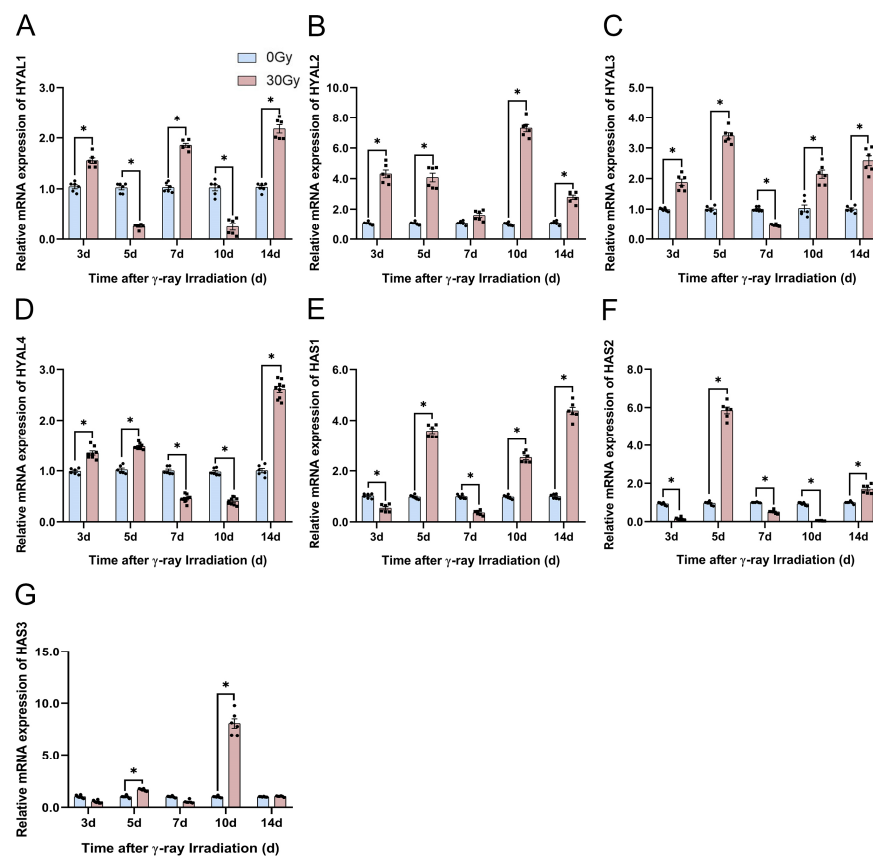 A
B
C
0Gy
30Gy
Relative mRNA expression of HYAL1
3.0
2.0
1.0
0.0
* * * * *
3d 5d 7d 10d 14d
Time after γ-ray Irradiation (d)
Relative mRNA expression of HYAL2
10.0
8.0
6.0
4.0
2.0
0.0
* * * *
3d 5d 7d 10d 14d
Time after γ-ray Irradiation (d)
Relative mRNA expression of HYAL3
5.0
4.0
3.0
2.0
1.0
0.0
* * * * *
3d 5d 7d 10d 14d
Time after γ-ray Irradiation (d)
D
E
F
Relative mRNA expression of HYAL4
3.0
2.0
1.0
0.0
* * * * *
3d 5d 7d 10d 14d
Time after γ-ray Irradiation (d)
Relative mRNA expression of HAS1
6.0
4.0
2.0
0.0
* * * * *
3d 5d 7d 10d 14d
Time after γ-ray Irradiation (d)
Relative mRNA expression of HAS2
8.0
6.0
4.0
2.0
0.0
* * * * *
3d 5d 7d 10d 14d
Time after γ-ray Irradiation (d)
G
Relative mRNA expression of HAS3
15.0
10.0
5.0
0.0
* *
3d 5d 7d 10d 14d
Time after γ-ray Irradiation (d)